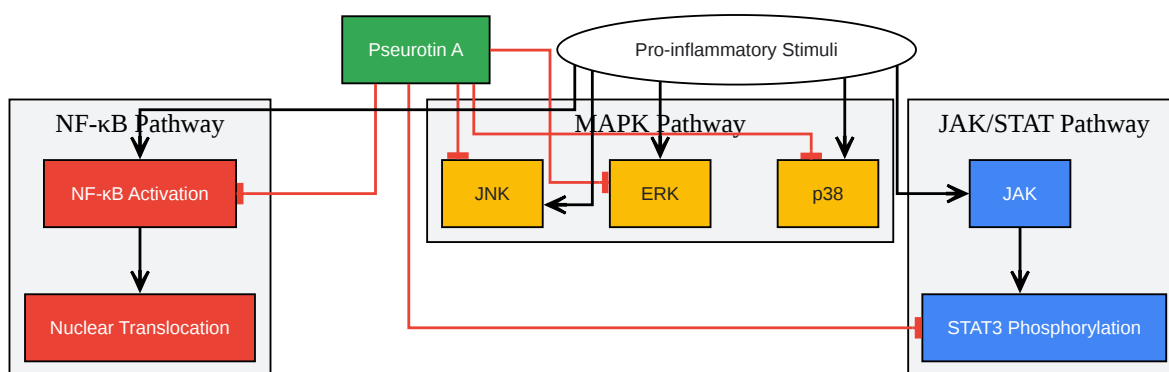 Pseurotin A
Pro-inflammatory Stimuli
NF-κB Pathway
MAPK Pathway
JAK/STAT Pathway
NF-κB Activation
JNK
ERK
p38
JAK
Nuclear Translocation
STAT3 Phosphorylation